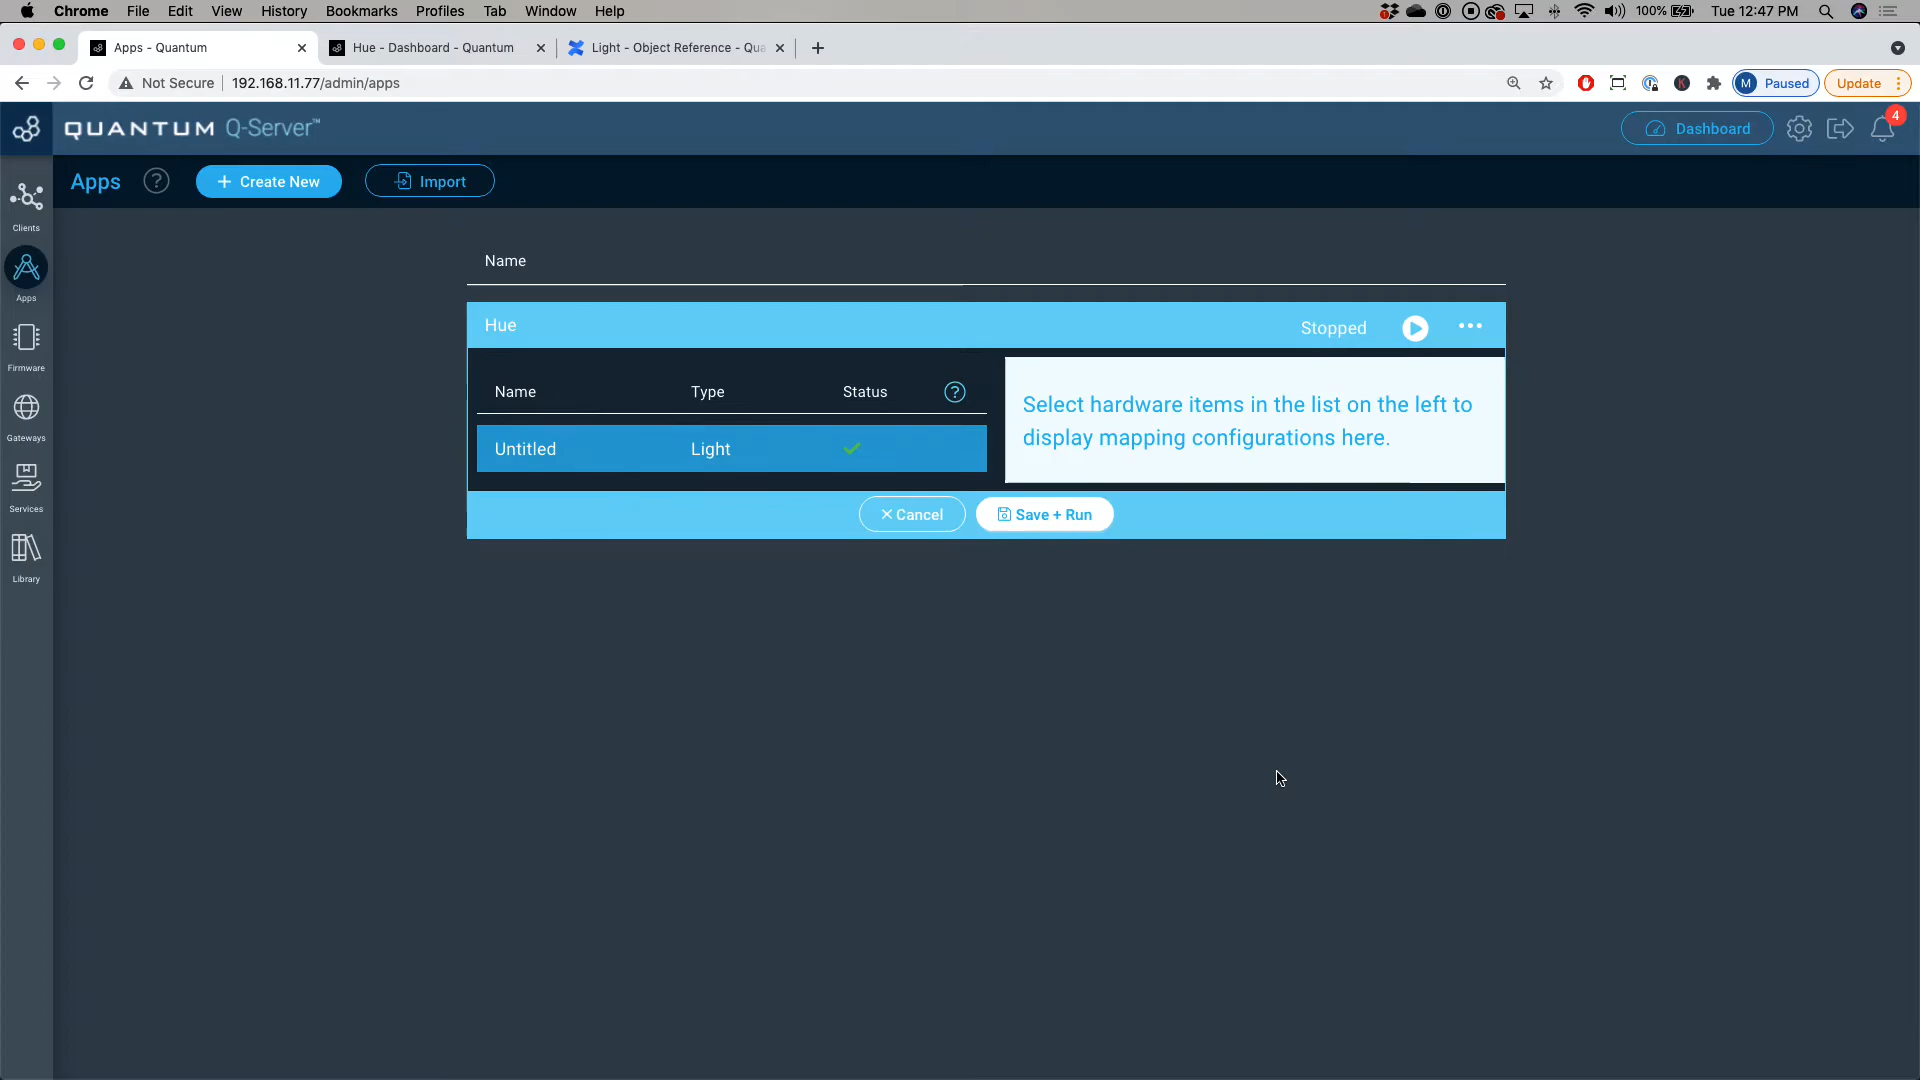 Chrome File Edit View History Bookmarks Profiles Tab Window Help 100% Tue 12:47 PM
Apps - Quantum Hue - Dashboard - Quantum Light - Object Reference - Qua
Not Secure 192.168.11.77/admin/apps M Paused Update
QUANTUM Q-Server™ Dashboard 4
Apps ? + Create New Import
Clients
Apps
Firmware
Gateways
Services
Library
Name
Hue Stopped
Name Type Status ?
Untitled Light
Select hardware items in the list on the left to
display mapping configurations here.
Cancel Save + Run